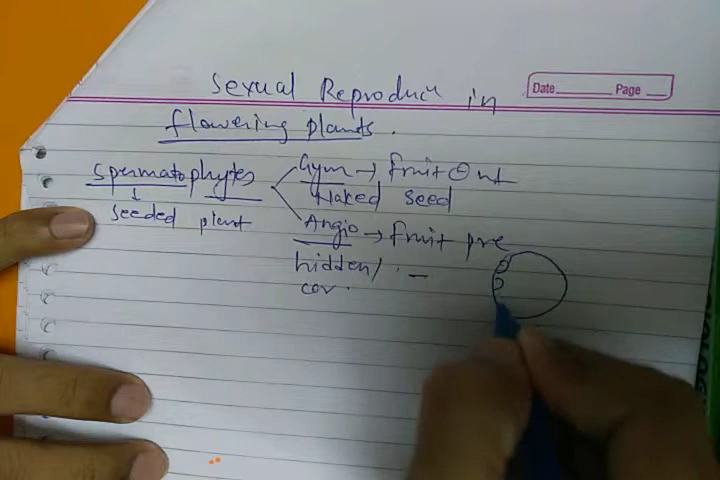 Sexual Reproduc in
Date Page
flowering plants.
Spermatophytes
Gym → fruit
Naked Seed
seeded plant
Angio → fruit pre
hidden/
cov.